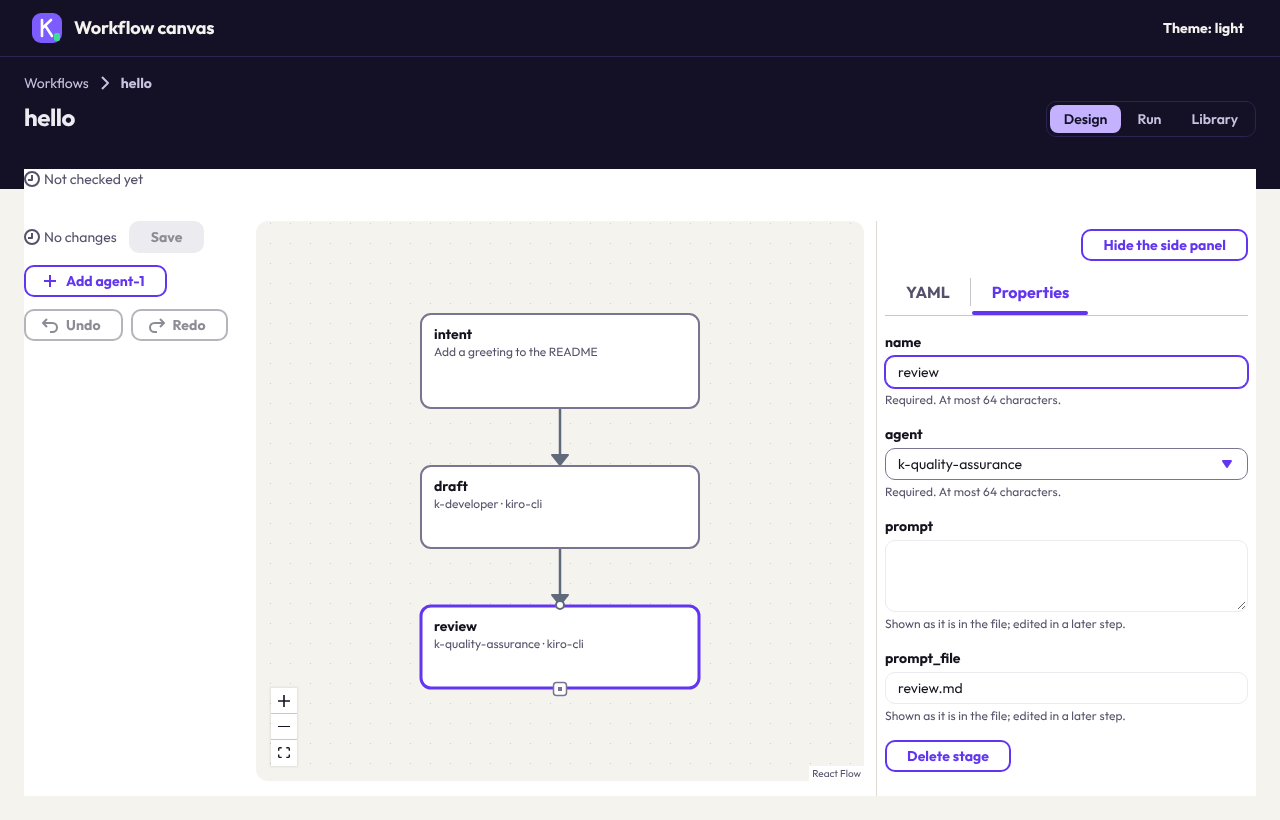 K Workflow canvas
Theme: light
Workflows hello
hello
Design Run Library
Not checked yet
No changes Save
Add agent-1
Undo Redo
intent
Add a greeting to the README
draft
k-developer · kiro-cli
review
k-quality-assurance · kiro-cli
React Flow
Hide the side panel
YAML Properties
name
review
Required. At most 64 characters.
agent
k-quality-assurance
Required. At most 64 characters.
prompt
Shown as it is in the file; edited in a later step.
prompt_file
review.md
Shown as it is in the file; edited in a later step.
Delete stage